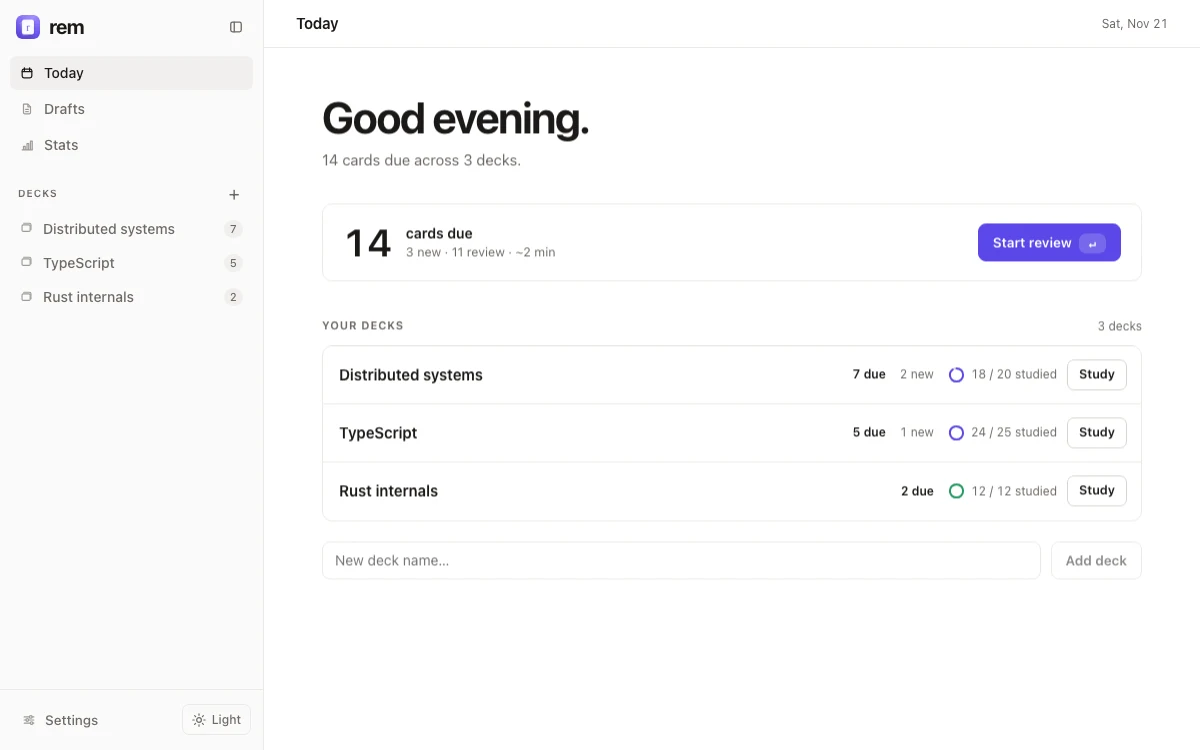 r rem
Today
Drafts
Stats
DECKS
Distributed systems 7
TypeScript 5
Rust internals 2
Settings
Light
Today
Sat, Nov 21
Good evening.
14 cards due across 3 decks.
14
cards due
3 new · 11 review · ~2 min
Start review ↵
YOUR DECKS
3 decks
Distributed systems 7 due 2 new 18 / 20 studied Study
TypeScript 5 due 1 new 24 / 25 studied Study
Rust internals 2 due 12 / 12 studied Study
New deck name...
Add deck